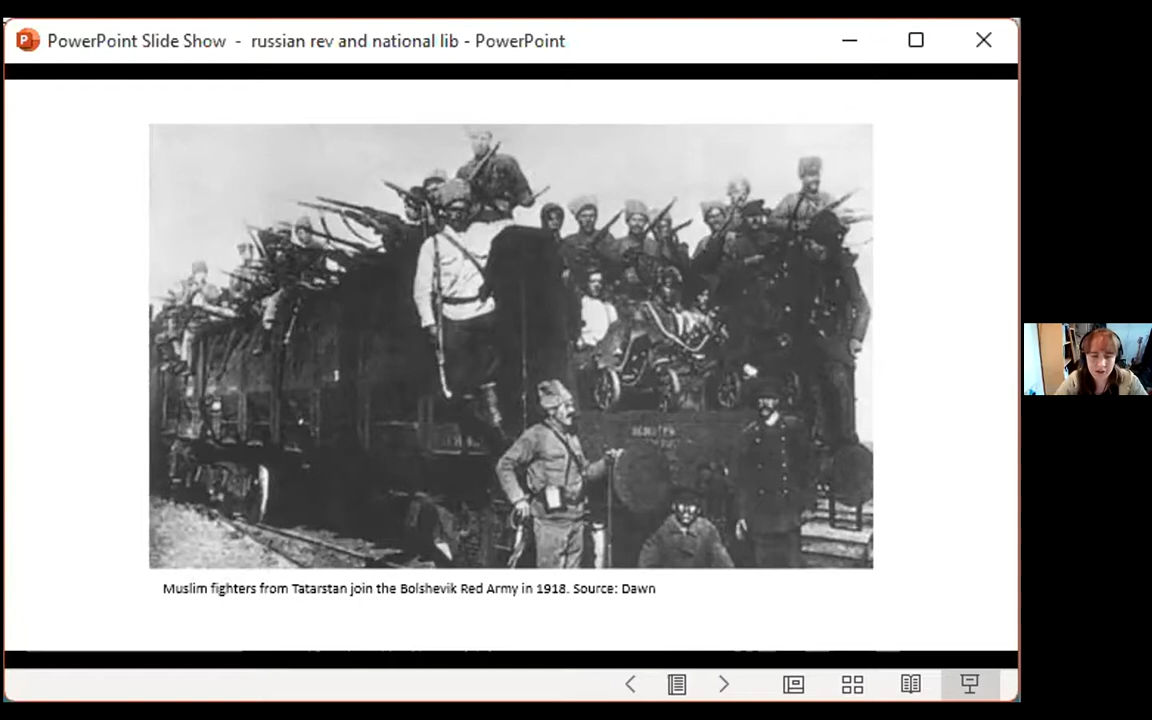 PowerPoint Slide Show - russian rev and national lib - PowerPoint
Muslim fighters from Tatarstan join the Bolshevik Red Army in 1918. Source: Dawn